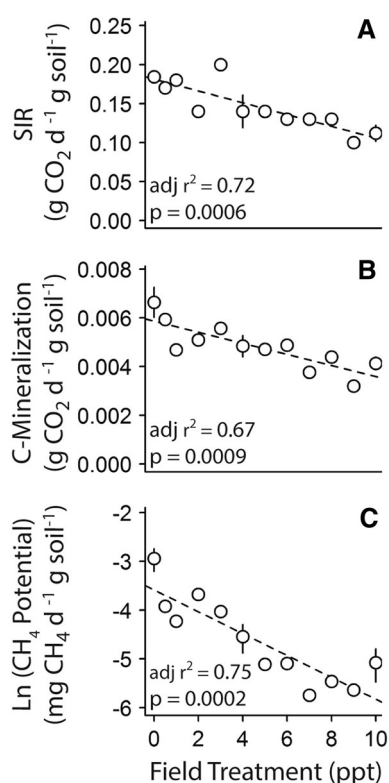 A
SIR
(g CO₂ d⁻¹ g soil⁻¹)
0.25
0.20
0.15
0.10
0.05
0.00
adj r² = 0.72
p = 0.0006
B
C-Mineralization
(g CO₂ d⁻¹ g soil⁻¹)
0.008
0.006
0.004
0.002
0.000
adj r² = 0.67
p = 0.0009
C
Ln (CH₄ Potential)
(mg CH₄ d⁻¹ g soil⁻¹)
-2
-3
-4
-5
-6
adj r² = 0.75
p = 0.0002
0 2 4 6 8 10
Field Treatment (ppt)